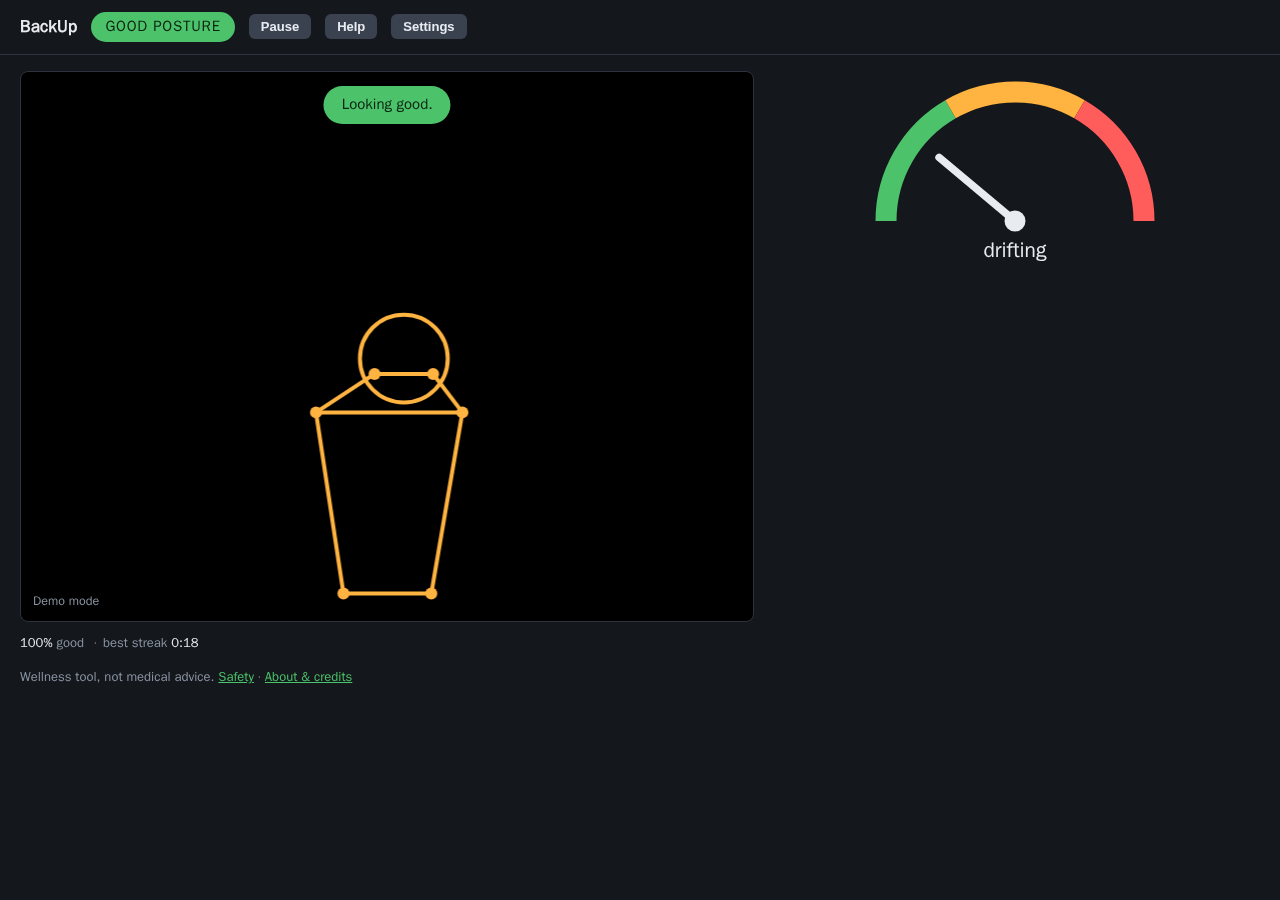 BackUp GOOD POSTURE Pause Help Settings
Looking good.
drifting
Demo mode
100% good · best streak 0:18
Wellness tool, not medical advice. Safety · About & credits